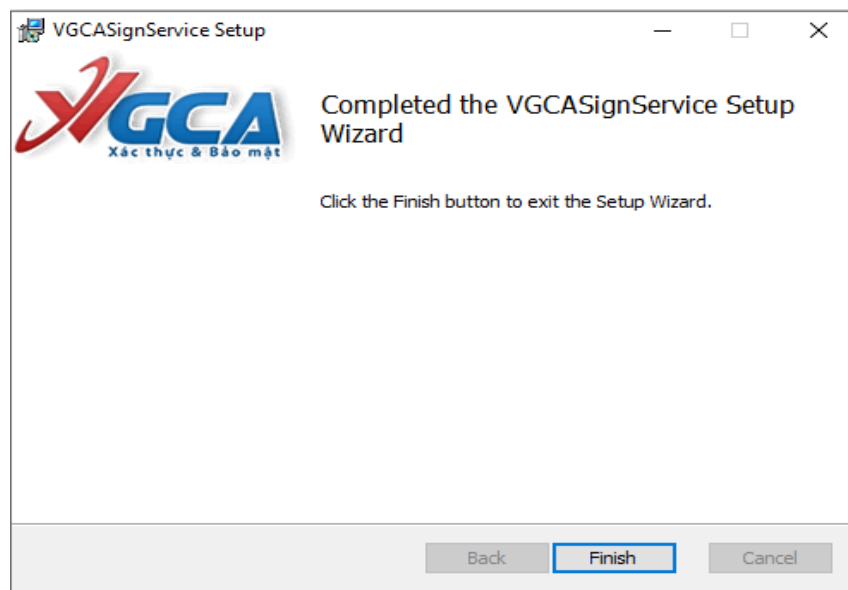 VGCASignService Setup
VGCA
Xác thực & Bảo mật
Completed the VGCASignService Setup
Wizard
Click the Finish button to exit the Setup Wizard.
Back
Finish
Cancel